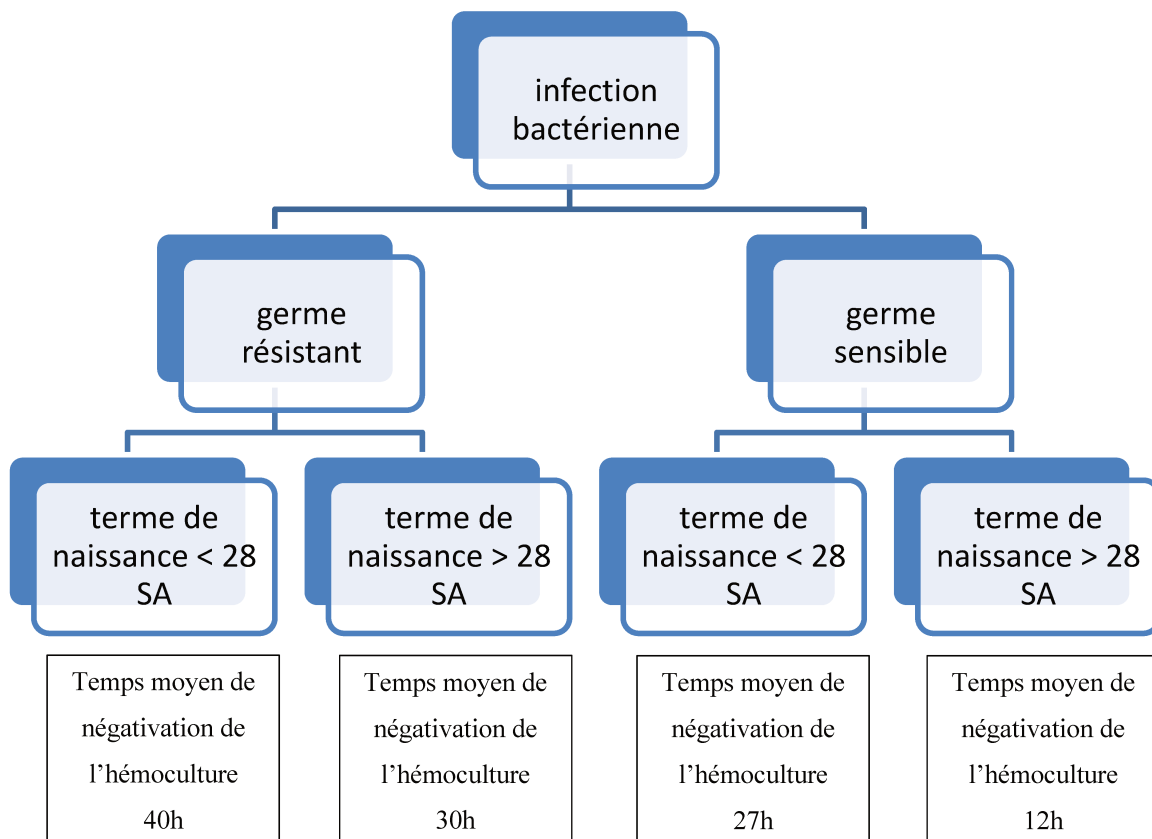 infection
bactérienne
germe
résistant
germe
sensible
terme de
naissance < 28
SA
terme de
naissance > 28
SA
terme de
naissance < 28
SA
terme de
naissance > 28
SA
Temps moyen de
négativation de
l’hémoculture
40h
Temps moyen de
négativation de
l’hémoculture
30h
Temps moyen de
négativation de
l’hémoculture
27h
Temps moyen de
négativation de
l’hémoculture
12h